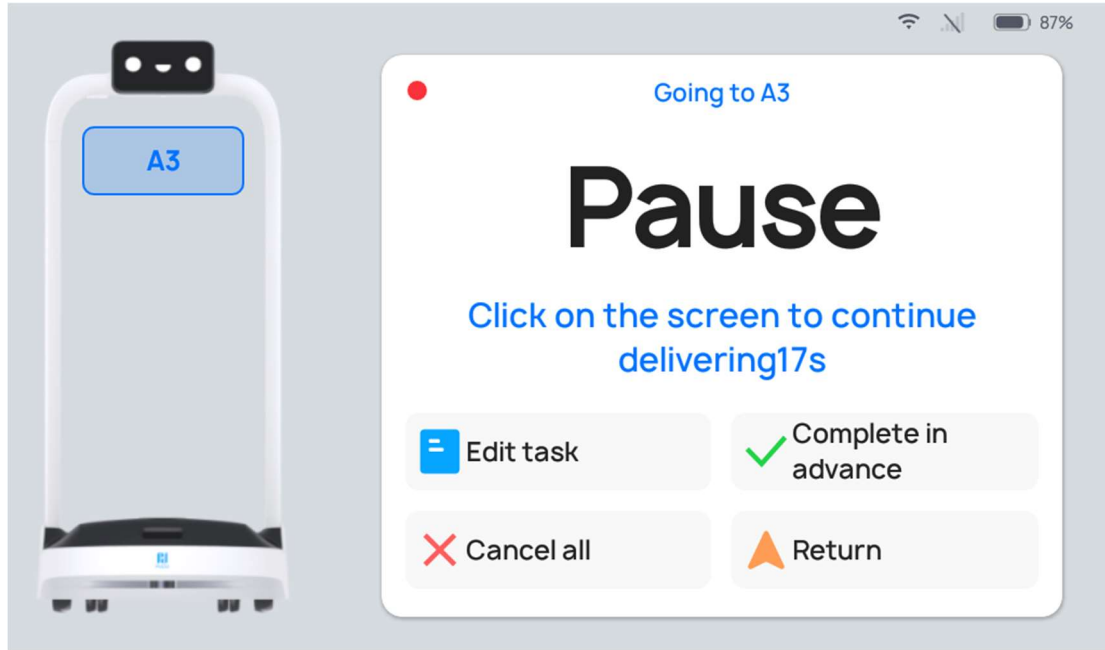 87%
Going to A3
A3
Pause
Click on the screen to continue
delivering17s
Edit task
Complete in
advance
Cancel all
Return